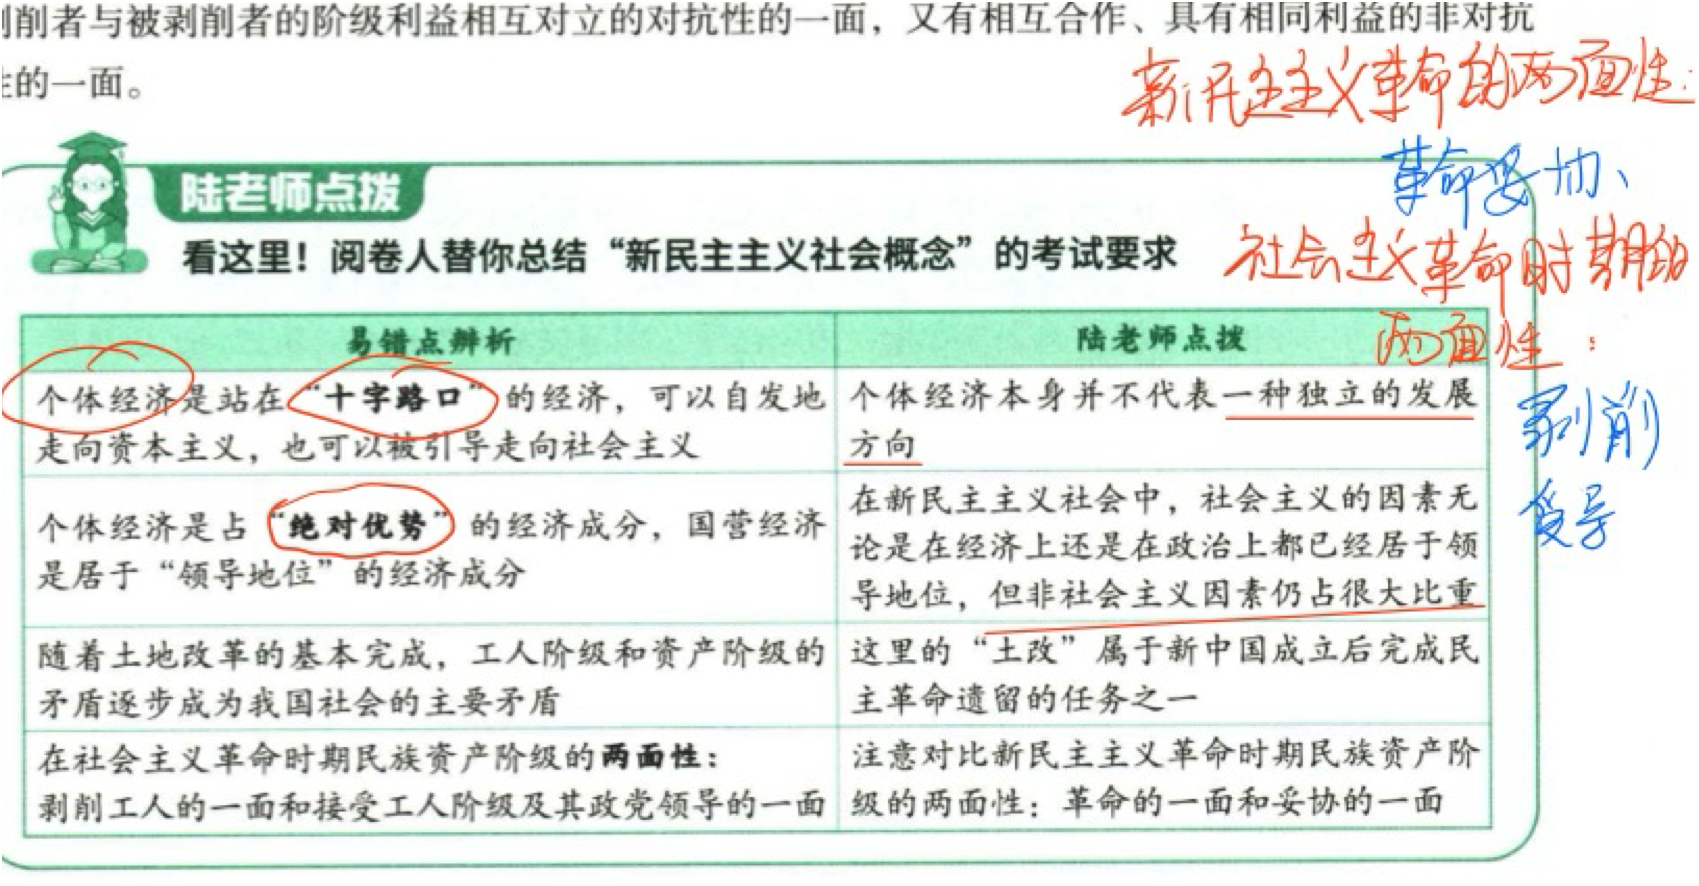 削者与被剥削者的阶级利益相互对立的对抗性的一面，又有相互合作、具有相同利益的非对抗
的一面。
新民主主义革命的两面性：
革命妥协、
陆老师点拨
看这里！阅卷人替你总结“新民主主义社会概念”的考试要求
社会主义革命时期的
两面性：
剥削
受导
易错点辨析
陆老师点拨
个体经济是站在“十字路口”的经济，可以自发地
走向资本主义，也可以被引导走向社会主义
个体经济本身并不代表一种独立的发展
方向
个体经济是占“绝对优势”的经济成分，国营经济
是居于“领导地位”的经济成分
在新民主主义社会中，社会主义的因素无
论是在经济上还是在政治上都已经居于领
导地位，但非社会主义因素仍占很大比重
随着土地改革的基本完成，工人阶级和资产阶级的
矛盾逐步成为我国社会的主要矛盾
这里的“土改”属于新中国成立后完成民
主革命遗留的任务之一
在社会主义革命时期民族资产阶级的两面性：
剥削工人的一面和接受工人阶级及其政党领导的一面
注意对比新民主主义革命时期民族资产阶
级的两面性：革命的一面和妥协的一面